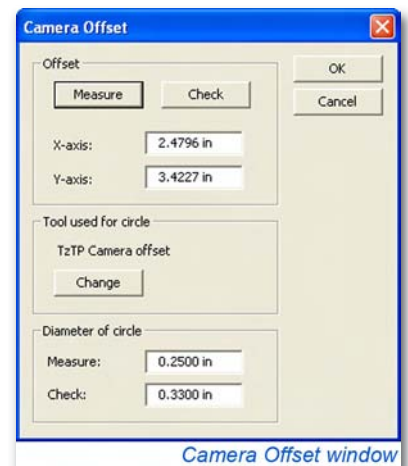 Camera Offset
Offset
OK
Measure
Check
Cancel
X-axis:
2.4796 in
Y-axis:
3.4227 in
Tool used for circle
TzTP Camera offset
Change
Diameter of circle
Measure:
0.2500 in
Check:
0.3300 in
Camera Offset window